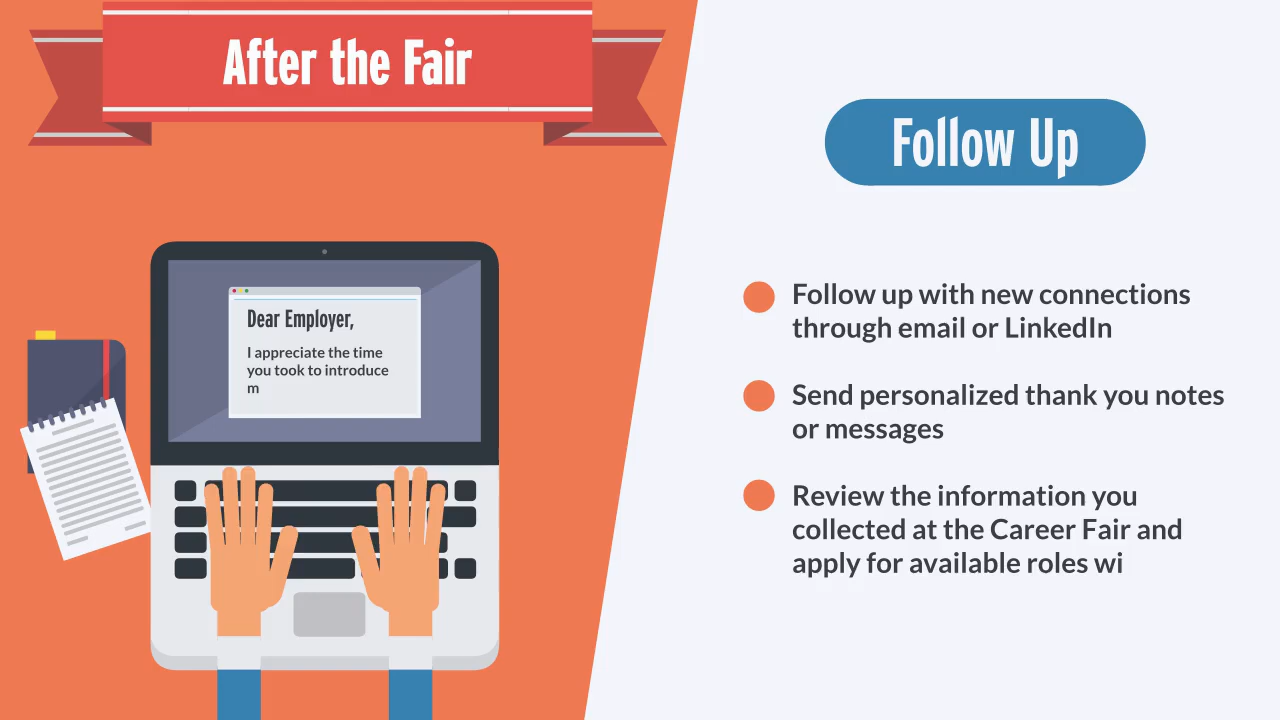 After the Fair
Follow Up
Dear Employer,
I appreciate the time
you took to introduce
m
Follow up with new connections
through email or LinkedIn
Send personalized thank you notes
or messages
Review the information you
collected at the Career Fair and
apply for available roles wi